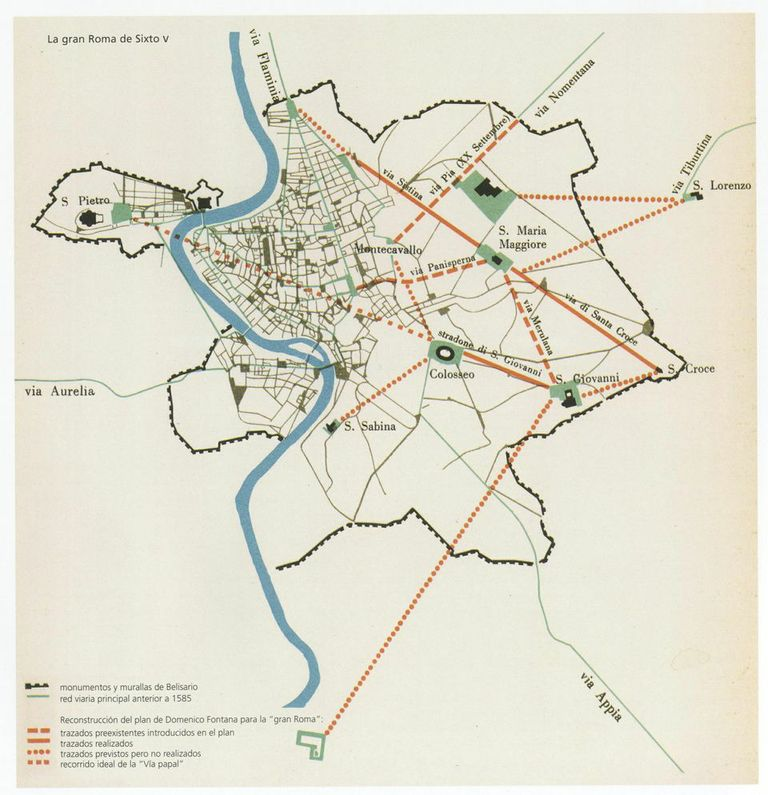 La gran Roma de Sixto V
via Flaminia
via Nomentana
via Pia (XX Settembre)
via Tiburtina
via Sistina
S. Lorenzo
S Pietro
S. Maria
Maggiore
Montecavallo
via Panisperna
via di Santa Croce
via Merulana
stradone di S. Giovanni
Colosseo
S. Giovanni
S. Croce
via Aurelia
S. Sabina
via Appia
monumentos y murallas de Belisario
red viaria principal anterior a 1585
Reconstrucción del plan de Domenico Fontana para la "gran Roma":
trazados preexistentes introducidos en el plan
trazados realizados
trazados previstos pero no realizados
recorrido ideal de la "Vía papal"